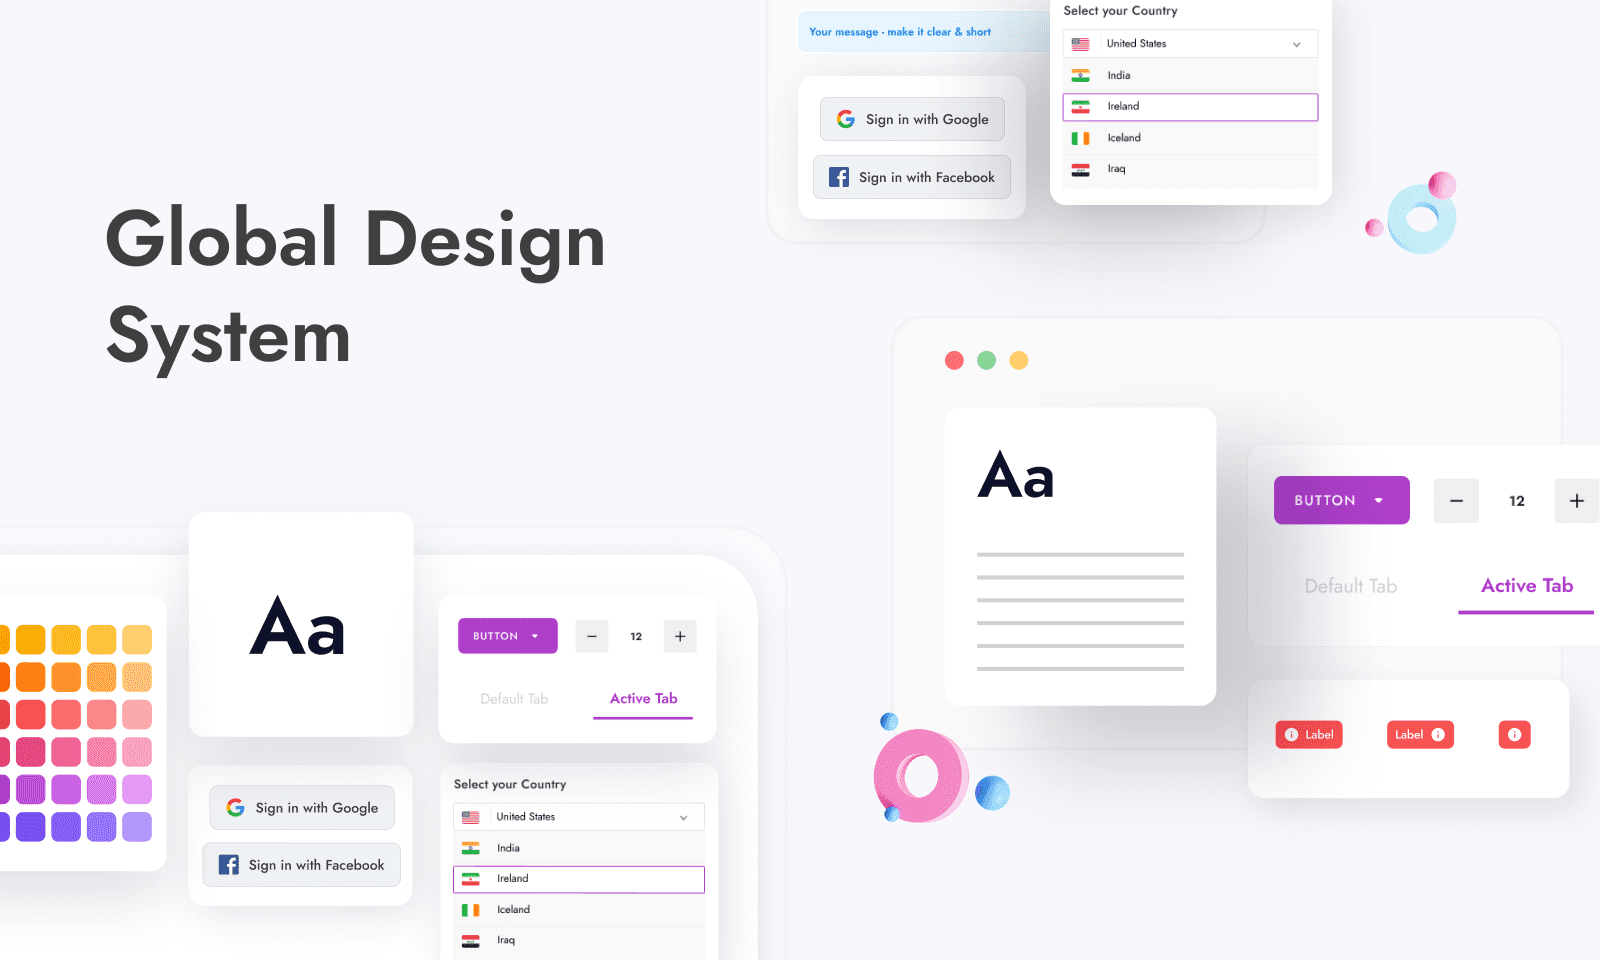 Global Design
System
Your message - make it clear & short
Sign in with Google
Sign in with Facebook
Select your Country
United States
India
Ireland
Iceland
Iraq
Aa
BUTTON
12
Default Tab
Active Tab
Label
Label
Aa
Sign in with Google
Sign in with Facebook
BUTTON
12
Default Tab
Active Tab
Select your Country
United States
India
Ireland
Iceland
Iraq